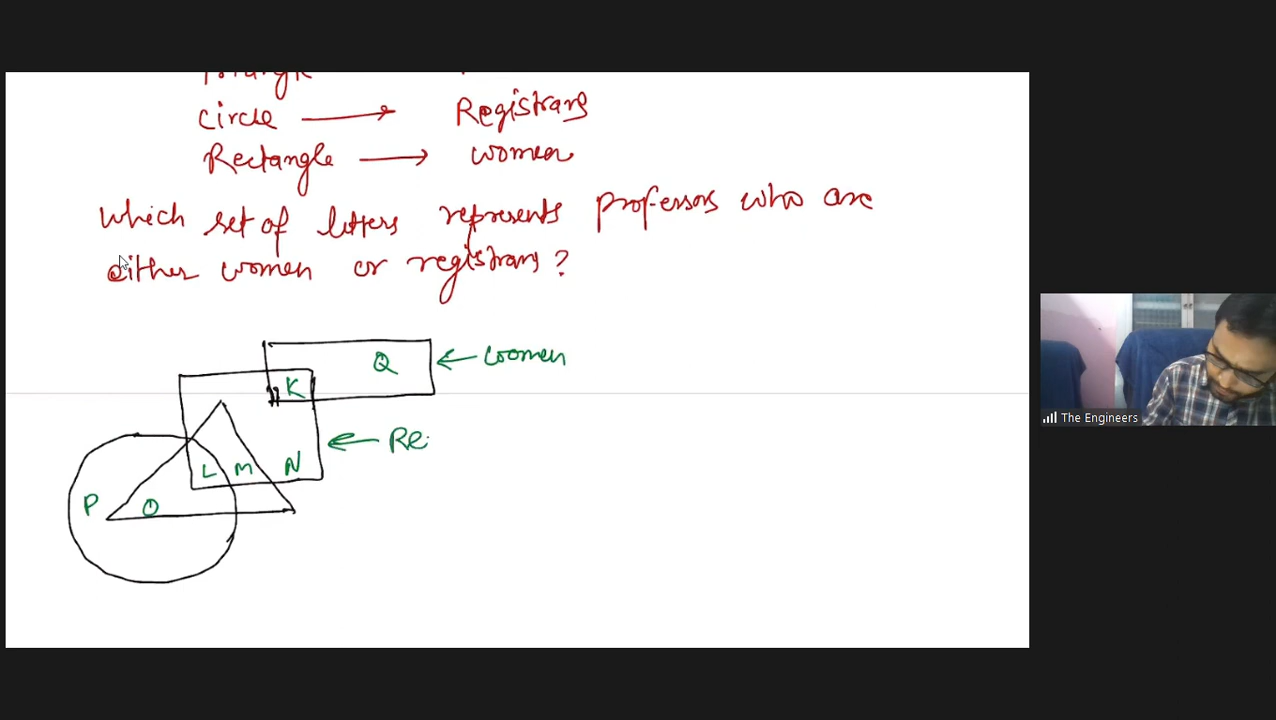 Circle → Registrars
Rectangle → women
Which set of letters represents professors who are
either women or registrars?
Q ← women
K
← Re
L M N
P O
The Engineers